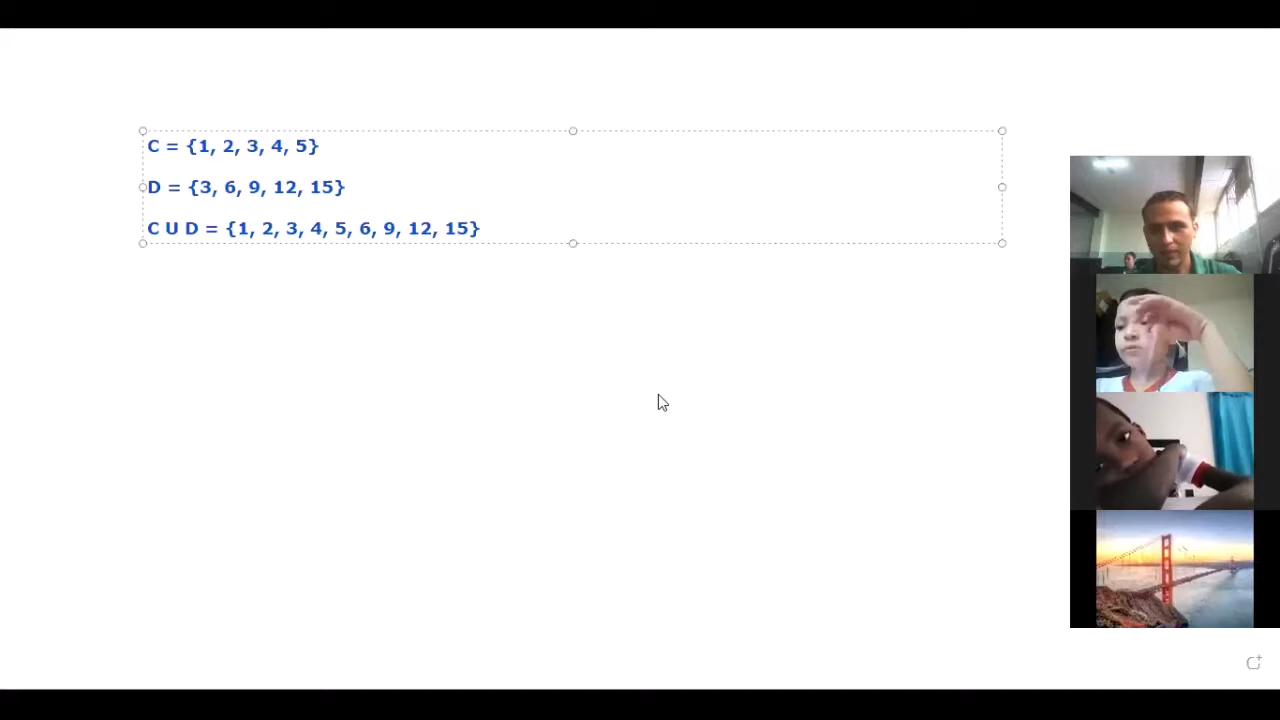 C = {1, 2, 3, 4, 5}
D = {3, 6, 9, 12, 15}
C U D = {1, 2, 3, 4, 5, 6, 9, 12, 15}